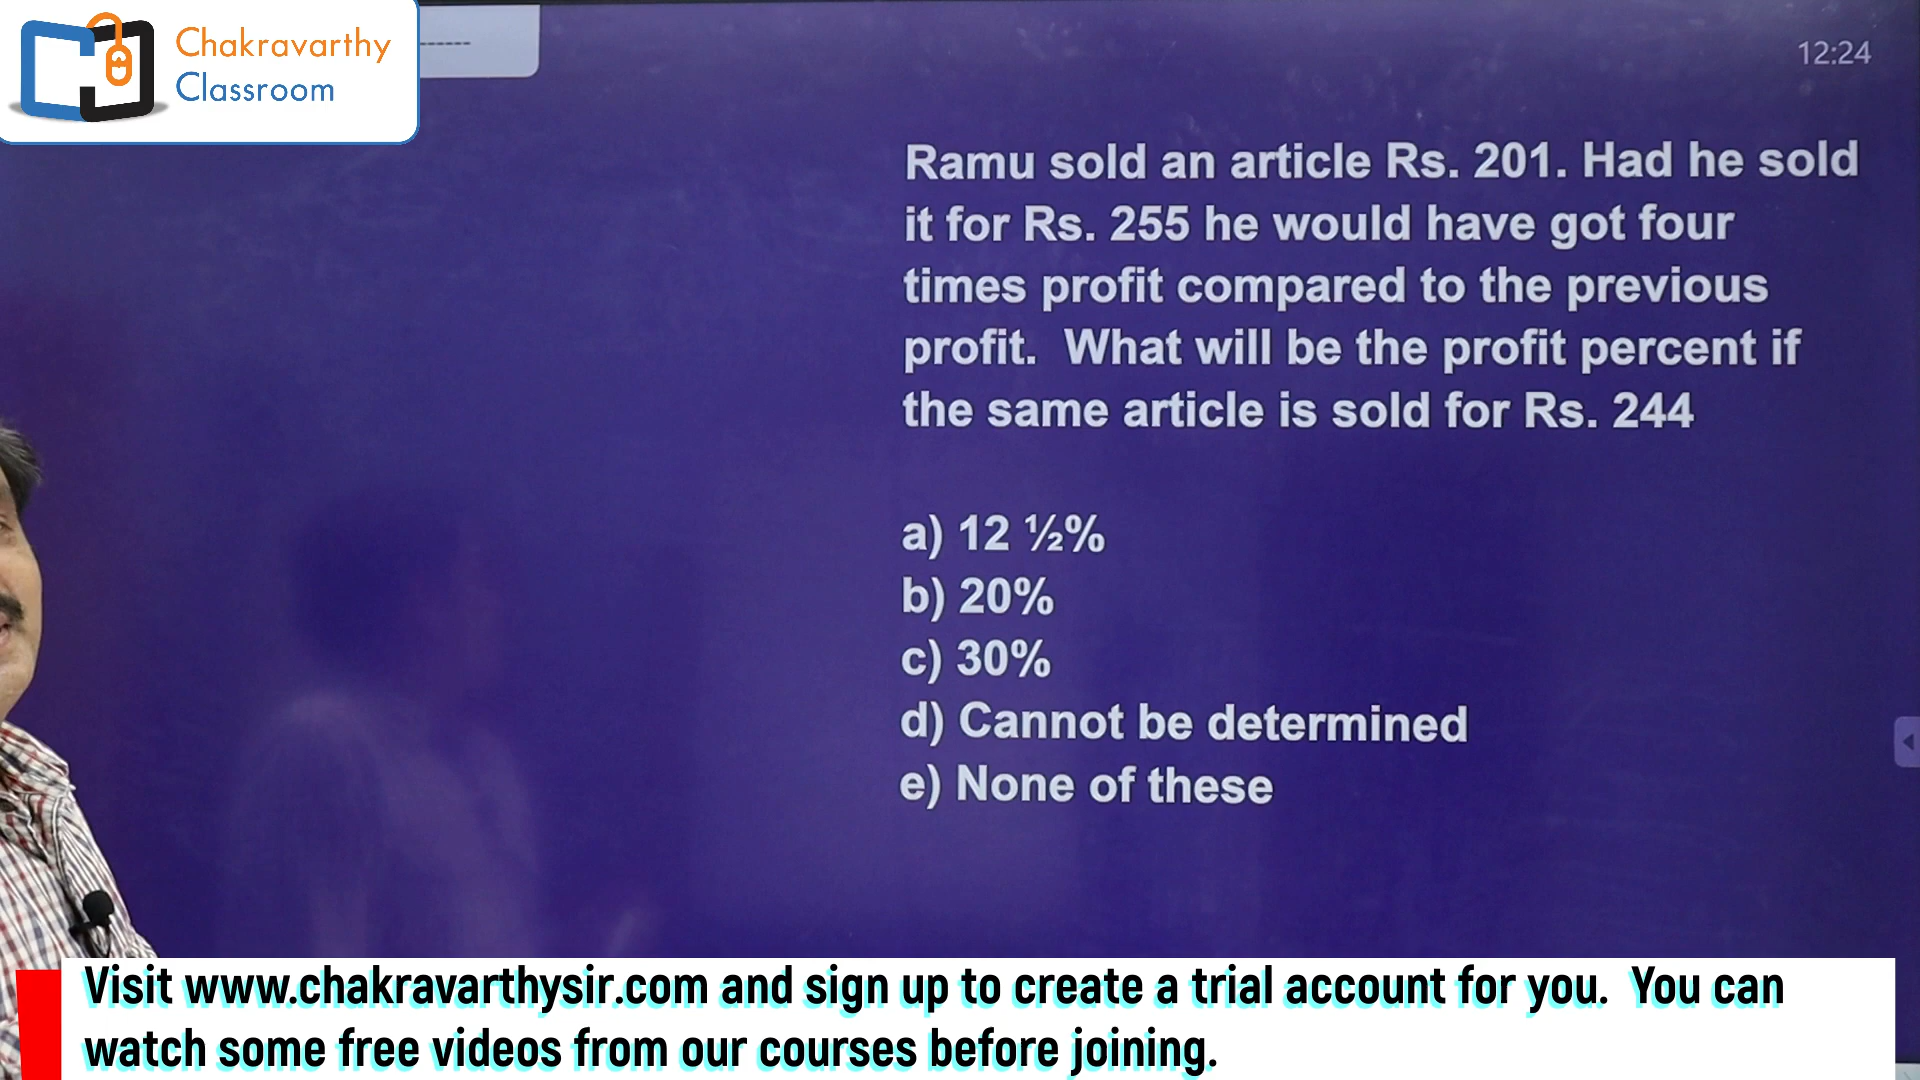 Chakravarthy
Classroom
12:24
Ramu sold an article Rs. 201. Had he sold
it for Rs. 255 he would have got four
times profit compared to the previous
profit.  What will be the profit percent if
the same article is sold for Rs. 244
a) 12 ½%
b) 20%
c) 30%
d) Cannot be determined
e) None of these
Visit www.chakravarthysir.com and sign up to create a trial account for you.  You can
watch some free videos from our courses before joining.